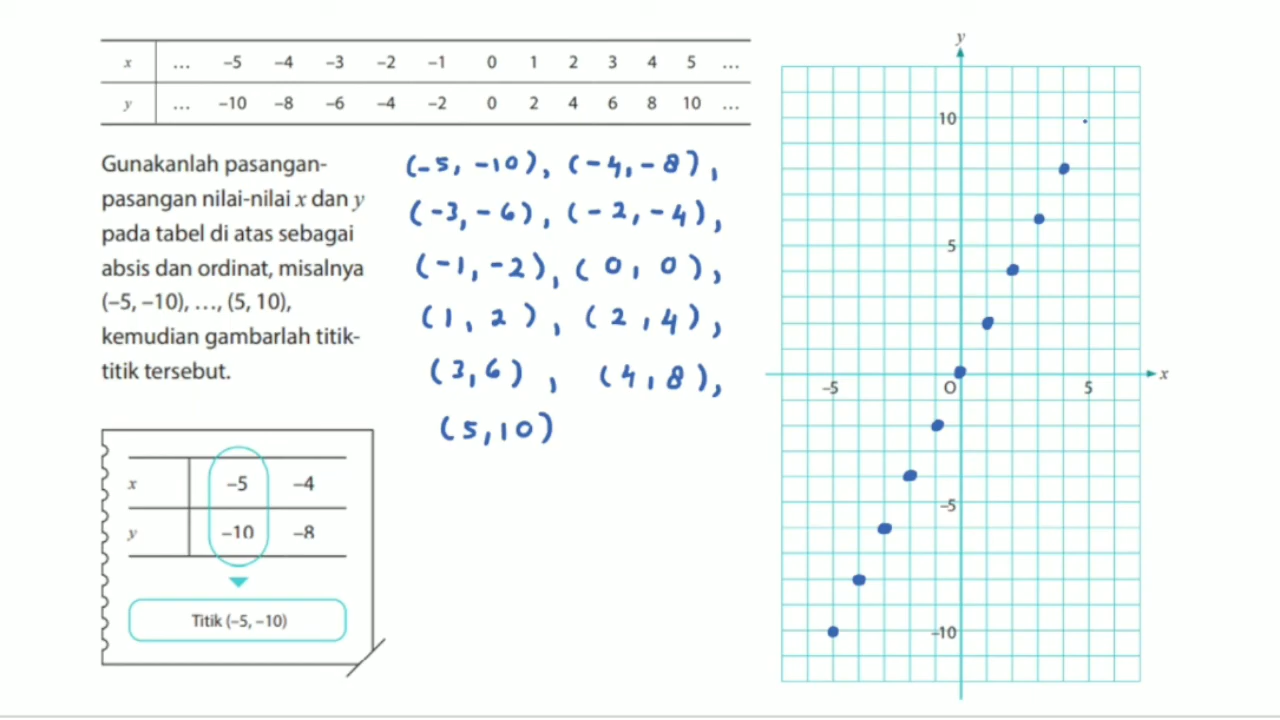 x … –5 –4 –3 –2 –1 0 1 2 3 4 5 …
y … –10 –8 –6 –4 –2 0 2 4 6 8 10 …
Gunakanlah pasangan-
pasangan nilai-nilai x dan y
pada tabel di atas sebagai
absis dan ordinat, misalnya
(–5, –10), …, (5, 10),
kemudian gambarlah titik-
titik tersebut.
(-5, -10), (-4, -8),
(-3, -6), (-2, -4),
(-1, -2), (0, 0),
(1, 2), (2, 4),
(3, 6), (4, 8),
(5, 10)
x –5 –4
y –10 –8
Titik (–5, –10)
y
10
5
–5 O 5 x
–5
–10